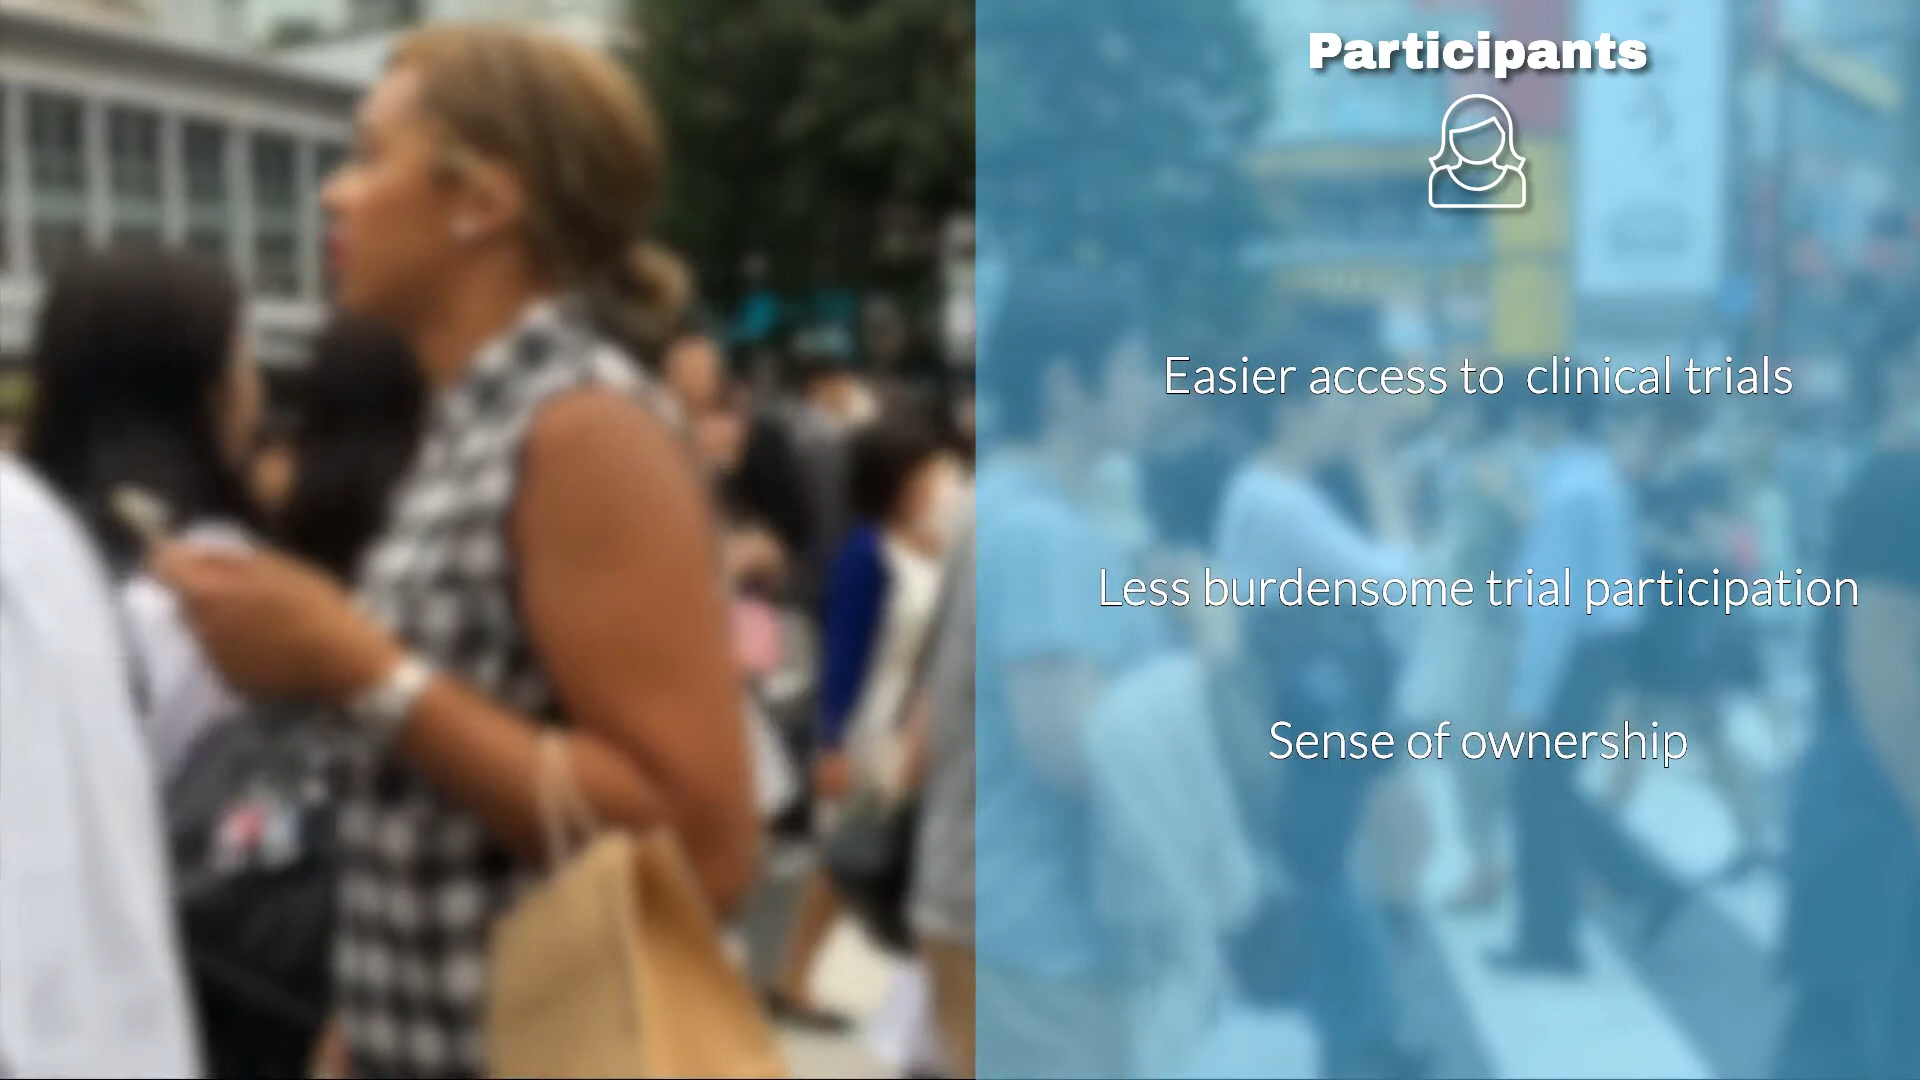 Participants
Easier access to clinical trials
Less burdensome trial participation
Sense of ownership